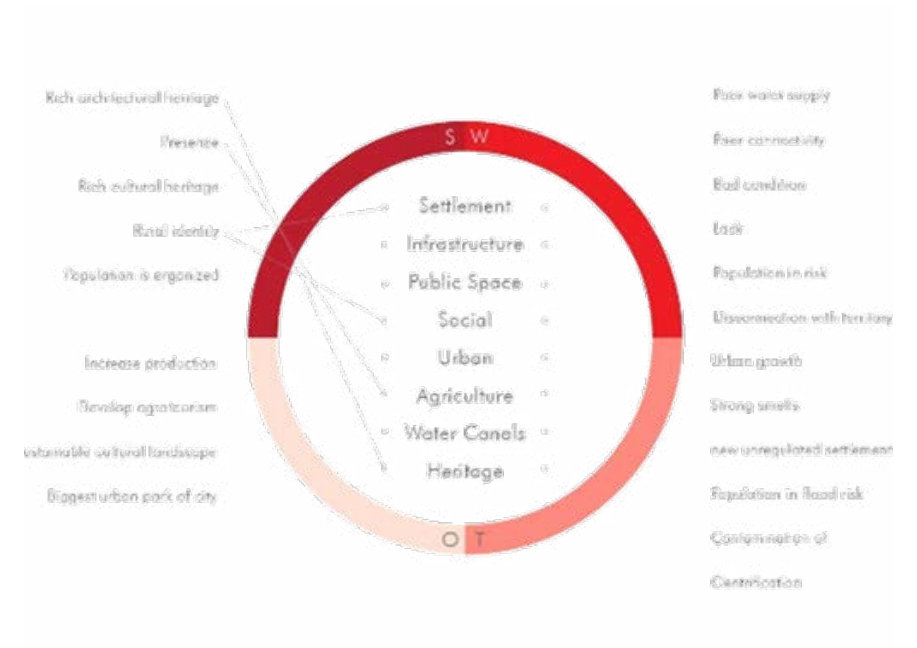 Rich architectural heritage
Presence
Rich cultural heritage
Rural identity
Population is organized
Increase production
Develop agrotourism
ustainable cultural landscape
Biggest urban park of city
S W
Settlement
Infrastructure
Public Space
Social
Urban
Agriculture
Water Canals
Heritage
O T
Poor water supply
Poor connectivity
Bad condition
Lack
Population in risk
Disconnection with territory
Urban growth
Strong smells
new unregulated settlement
Population in flood risk
Contamination of